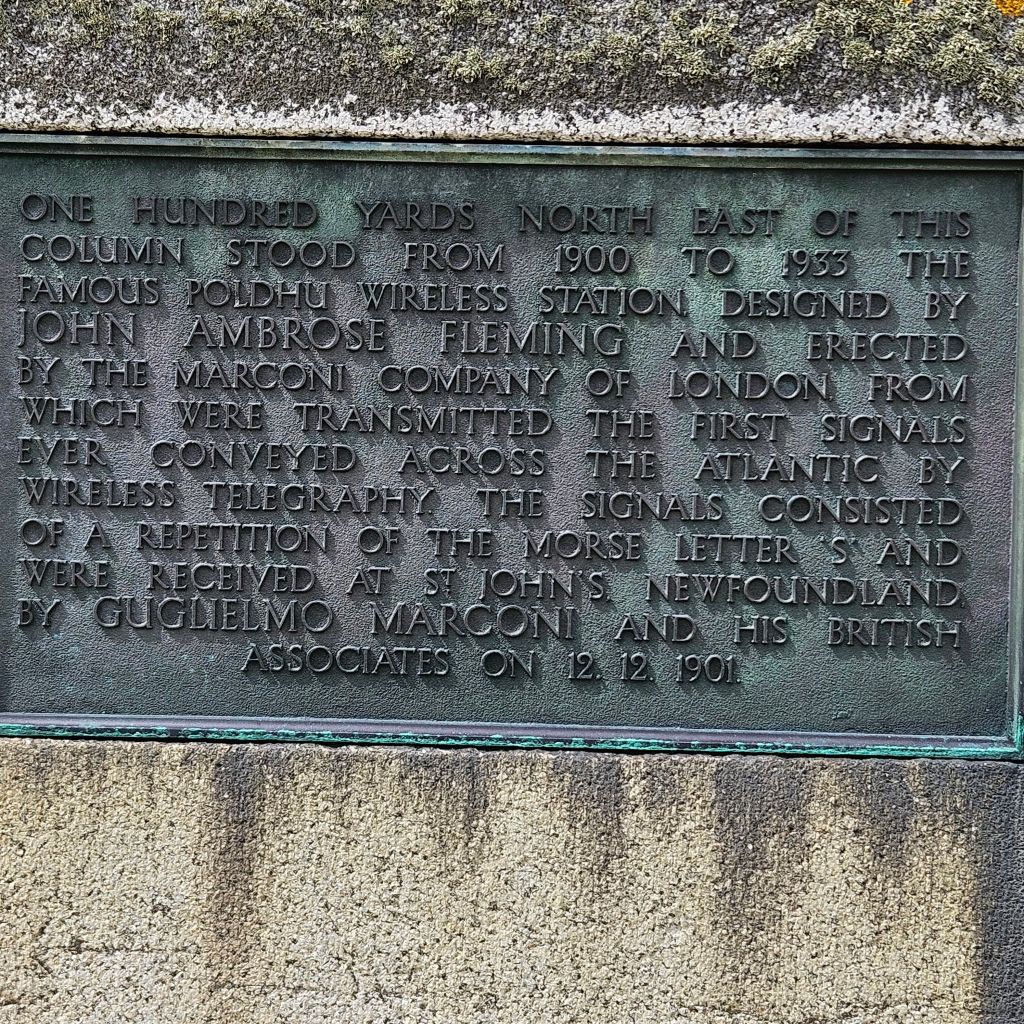 ONE HUNDRED YARDS NORTH EAST OF THIS
COLUMN STOOD FROM 1900 TO 1933 THE
FAMOUS POLDHU WIRELESS STATION, DESIGNED BY
JOHN AMBROSE FLEMING AND ERECTED
BY THE MARCONI COMPANY OF LONDON, FROM
WHICH WERE TRANSMITTED THE FIRST SIGNALS
EVER CONVEYED ACROSS THE ATLANTIC BY
WIRELESS TELEGRAPHY. THE SIGNALS CONSISTED
OF A REPETITION OF THE MORSE LETTER 'S' AND
WERE RECEIVED AT ST. JOHN'S, NEWFOUNDLAND,
BY GUGLIELMO MARCONI AND HIS BRITISH
ASSOCIATES ON 12. 12. 1901.